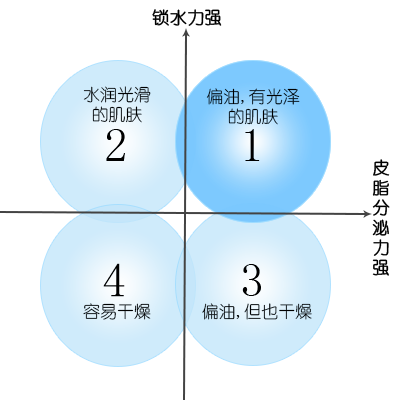 锁水力强
水润光滑
的肌肤
2
偏油,有光泽
的肌肤
1
皮脂分泌力强
4
容易干燥
3
偏油,但也干燥